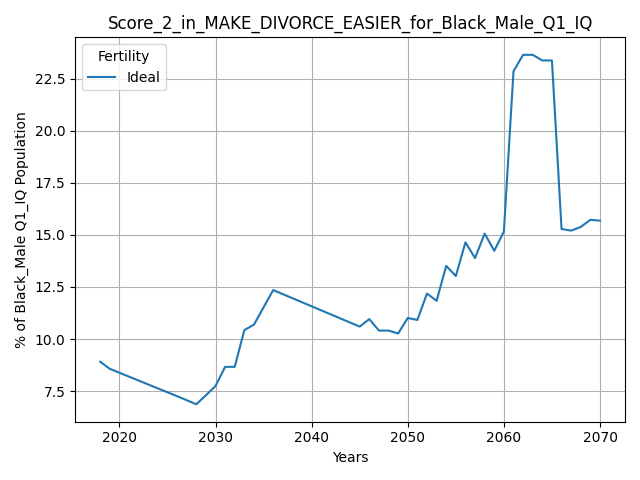 Score_2_in_MAKE_DIVORCE_EASIER_for_Black_Male_Q1_IQ
Fertility
Ideal
% of Black_Male Q1_IQ Population
22.5
20.0
17.5
15.0
12.5
10.0
7.5
2020 2030 2040 2050 2060 2070
Years